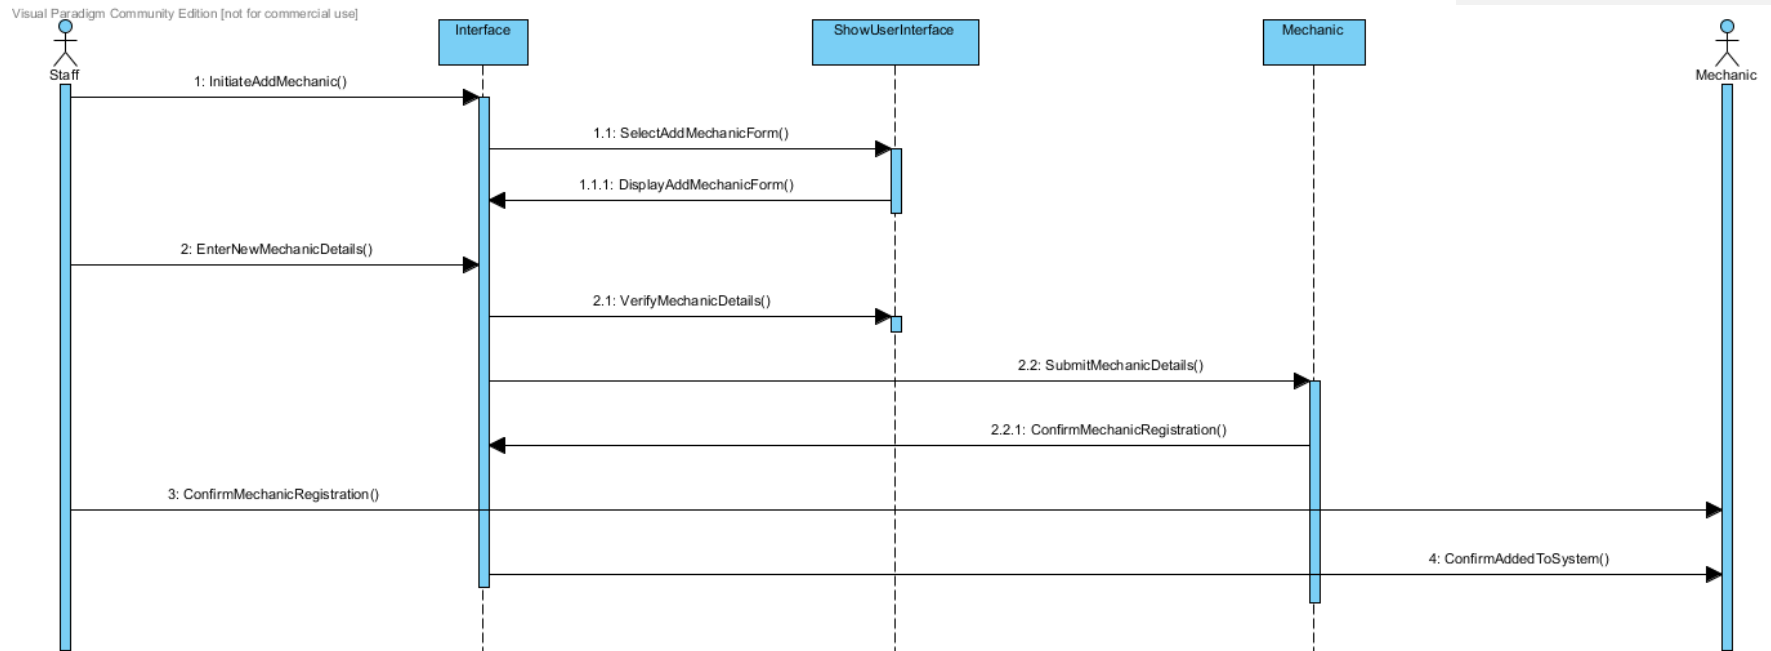 Visual Paradigm Community Edition [not for commercial use]
Interface
ShowUserInterface
Mechanic
Staff
Mechanic
1: InitiateAddMechanic()
1.1: SelectAddMechanicForm()
1.1.1: DisplayAddMechanicForm()
2: EnterNewMechanicDetails()
2.1: VerifyMechanicDetails()
2.2: SubmitMechanicDetails()
2.2.1: ConfirmMechanicRegistration()
3: ConfirmMechanicRegistration()
4: ConfirmAddedToSystem()